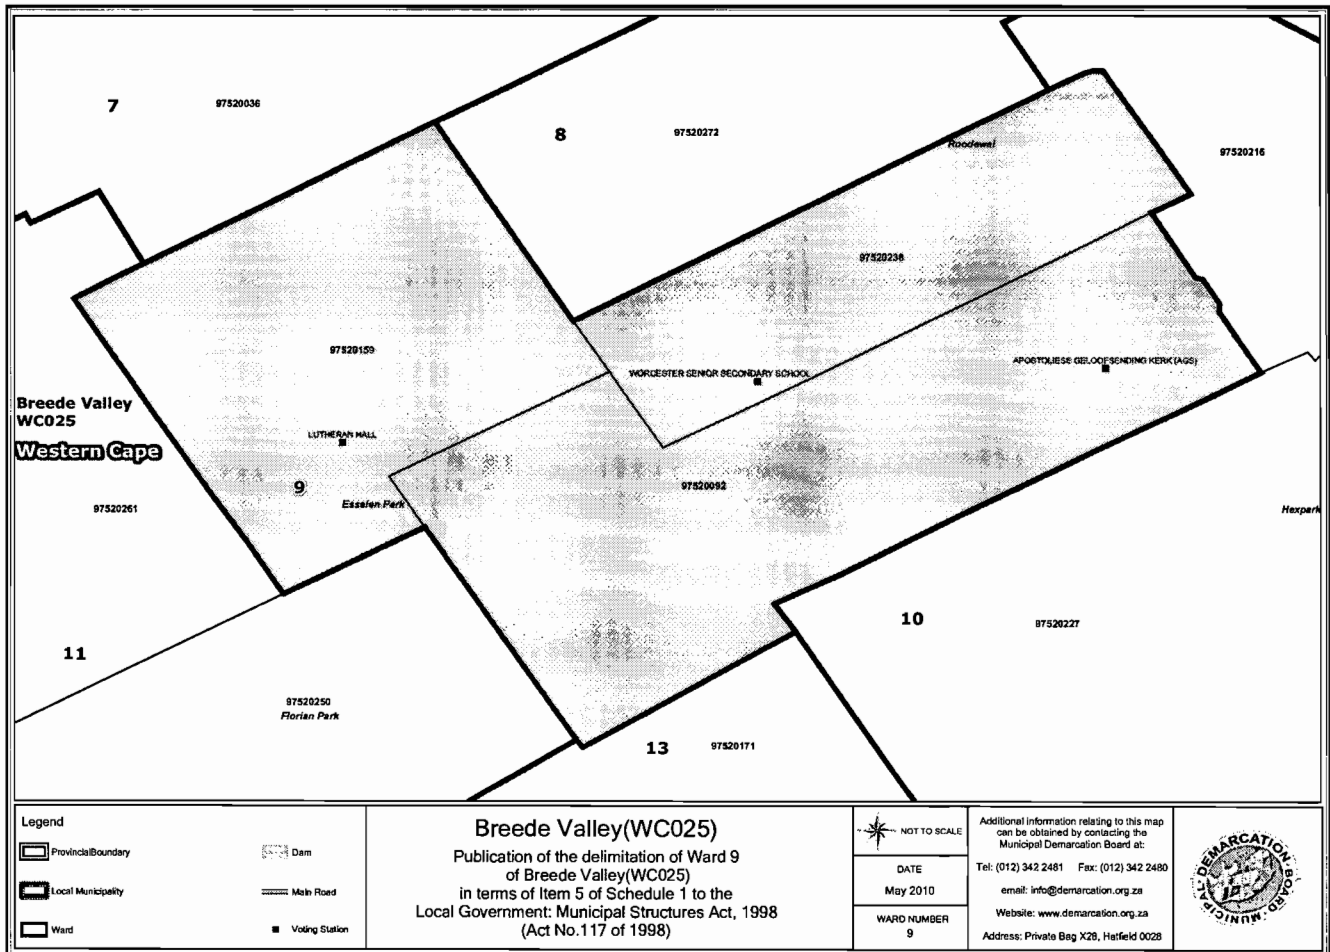 7
97520036
8
97520272
Roodewal
97520216
97520238
97520159
WORCESTER SENIOR SECONDARY SCHOOL
APOSTOLIESE GELOOFSENDING KERK (AGS)
Breede Valley
WC025
Western Cape
LUTHERAN HALL
9
97520092
Esselen Park
97520261
Hexpark
10
97520227
11
97520250
Florian Park
13
97520171
Legend
ProvincialBoundary
Dam
Local Municipality
Main Road
Ward
Voting Station
Breede Valley(WC025)
Publication of the delimitation of Ward 9
of Breede Valley(WC025)
in terms of Item 5 of Schedule 1 to the
Local Government: Municipal Structures Act, 1998
(Act No.117 of 1998)
NOT TO SCALE
DATE
May 2010
WARD NUMBER
9
Additional information relating to this map
can be obtained by contacting the
Municipal Demarcation Board at:
Tel: (012) 342 2481 Fax: (012) 342 2480
email: info@demarcation.org.za
Website: www.demarcation.org.za
Address: Private Bag X28, Hatfield 0028
MUNICIPAL DEMARCATION BOARD